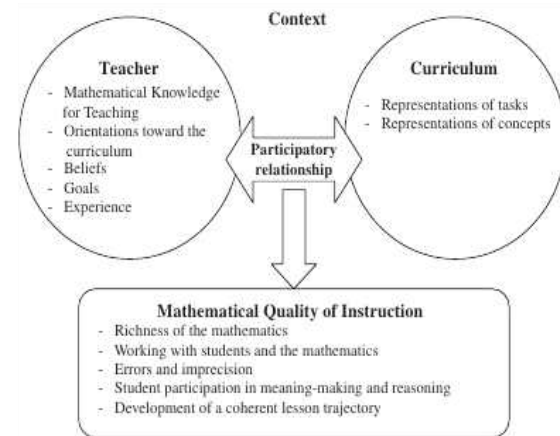 Context
Teacher
- Mathematical Knowledge
for Teaching
- Orientations toward the
curriculum
- Beliefs
- Goals
- Experience
Participatory
relationship
Curriculum
- Representations of tasks
- Representations of concepts
Mathematical Quality of Instruction
- Richness of the mathematics
- Working with students and the mathematics
- Errors and imprecision
- Student participation in meaning-making and reasoning
- Development of a coherent lesson trajectory